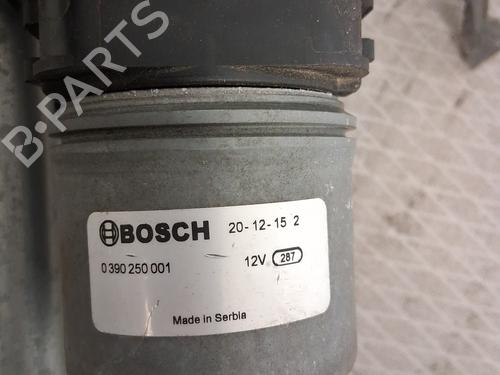 B-PARTS
BOSCH 20-12-15 2
0 390 250 001 12V 287
Made in Serbia